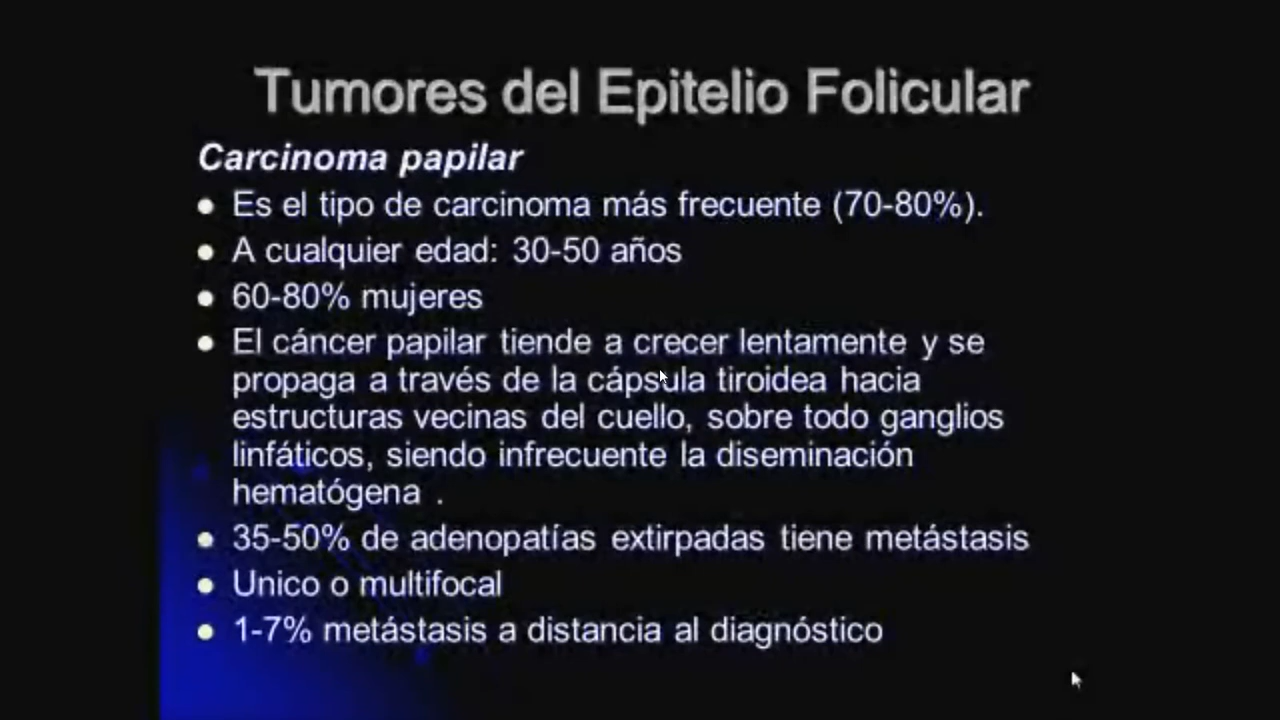 Tumores del Epitelio Folicular
Carcinoma papilar
● Es el tipo de carcinoma más frecuente (70-80%).
● A cualquier edad: 30-50 años
● 60-80% mujeres
● El cáncer papilar tiende a crecer lentamente y se
propaga a través de la cápsula tiroidea hacia
estructuras vecinas del cuello, sobre todo ganglios
linfáticos, siendo infrecuente la diseminación
hematógena .
● 35-50% de adenopatías extirpadas tiene metástasis
● Unico o multifocal
● 1-7% metástasis a distancia al diagnóstico